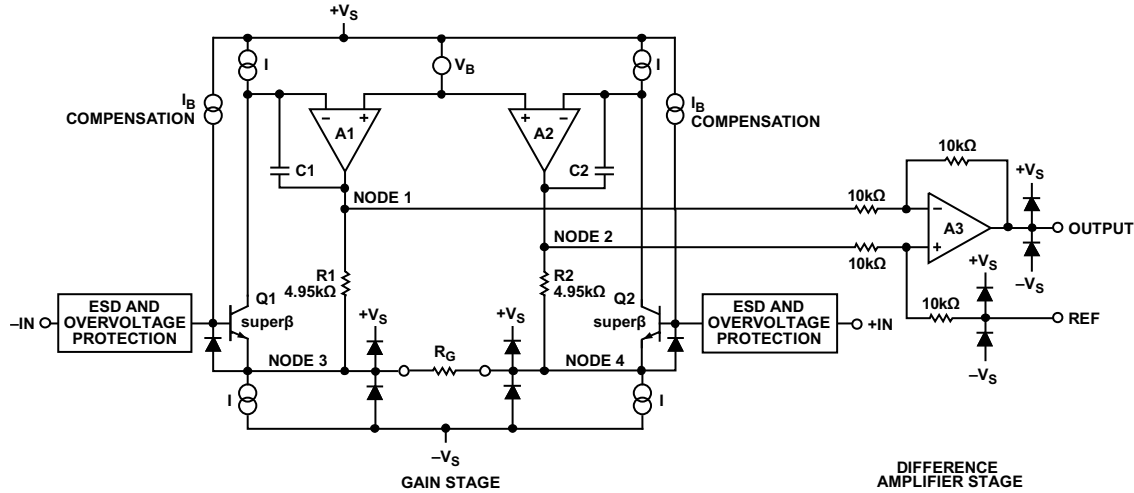 +VS
I
VB
I
IB
COMPENSATION
IB
COMPENSATION
− +
A1
+ −
A2
C1
C2
NODE 1
NODE 2
10kΩ
10kΩ
10kΩ
−
+
A3
+VS
−VS
OUTPUT
10kΩ
+VS
−VS
REF
R1
4.95kΩ
R2
4.95kΩ
Q1
superβ
Q2
superβ
−IN
ESD AND
OVERVOLTAGE
PROTECTION
ESD AND
OVERVOLTAGE
PROTECTION
+IN
+VS
+VS
NODE 3
RG
NODE 4
I
I
−VS
GAIN STAGE
DIFFERENCE
AMPLIFIER STAGE